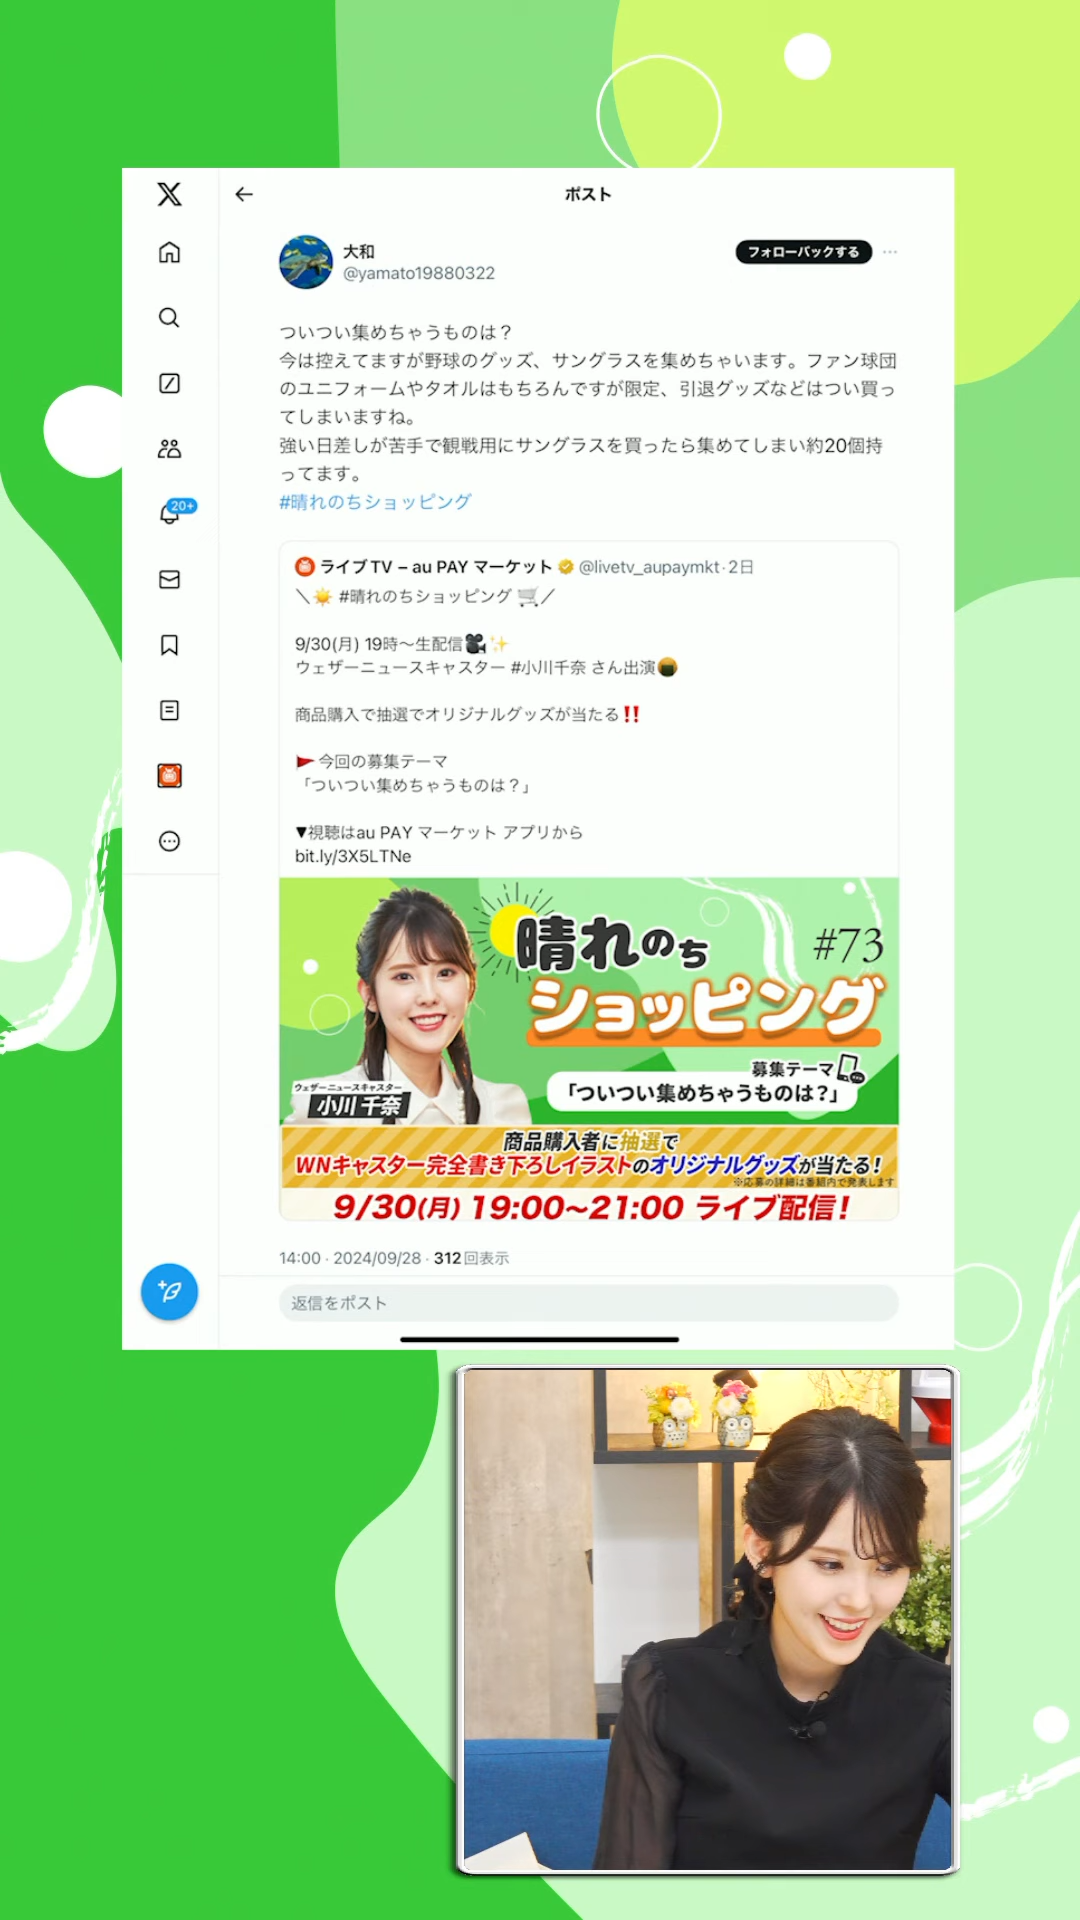 ポスト
大和
@yamato19880322
フォローバックする
ついつい集めちゃうものは？
今は控えてますが野球のグッズ、サングラスを集めちゃいます。ファン球団
のユニフォームやタオルはもちろんですが限定、引退グッズなどはつい買っ
てしまいますね。
強い日差しが苦手で観戦用にサングラスを買ったら集めてしまい約20個持
ってます。
#晴れのちショッピング
20+
ライブTV – au PAY マーケット @livetv_aupaymkt·2日
＼☀️ #晴れのちショッピング 🛒／
9/30(月) 19時〜生配信🎥✨
ウェザーニュースキャスター #小川千奈 さん出演🍘
商品購入で抽選でオリジナルグッズが当たる‼️
🚩今回の募集テーマ
「ついつい集めちゃうものは？」
▼視聴はau PAY マーケット アプリから
bit.ly/3X5LTNe
晴れのち
ショッピング
#73
募集テーマ
「ついつい集めちゃうものは？」
ウェザーニュースキャスター
小川 千奈
商品購入者に抽選で
WNキャスター完全書き下ろしイラストのオリジナルグッズが当たる！
※応募の詳細は番組内で発表します
9/30(月) 19:00〜21:00 ライブ配信！
14:00 · 2024/09/28 · 312回表示
返信をポスト